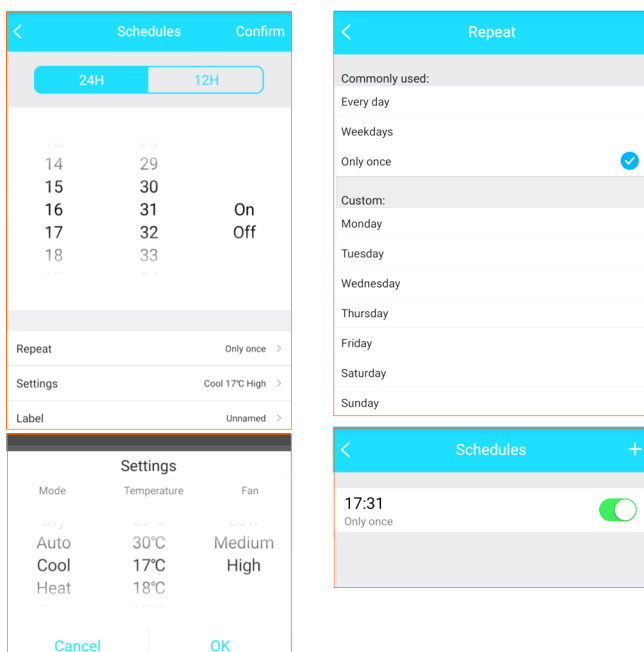 Schedules Confirm
24H 12H
14 29
15 30
16 31 On
17 32 Off
18 33
Repeat Only once
Settings Cool 17℃ High
Label Unnamed
Repeat
Commonly used:
Every day
Weekdays
Only once
Custom:
Monday
Tuesday
Wednesday
Thursday
Friday
Saturday
Sunday
Settings
Mode Temperature Fan
Auto 30℃ Medium
Cool 17℃ High
Heat 18℃
Cancel OK
Schedules +
17:31
Only once